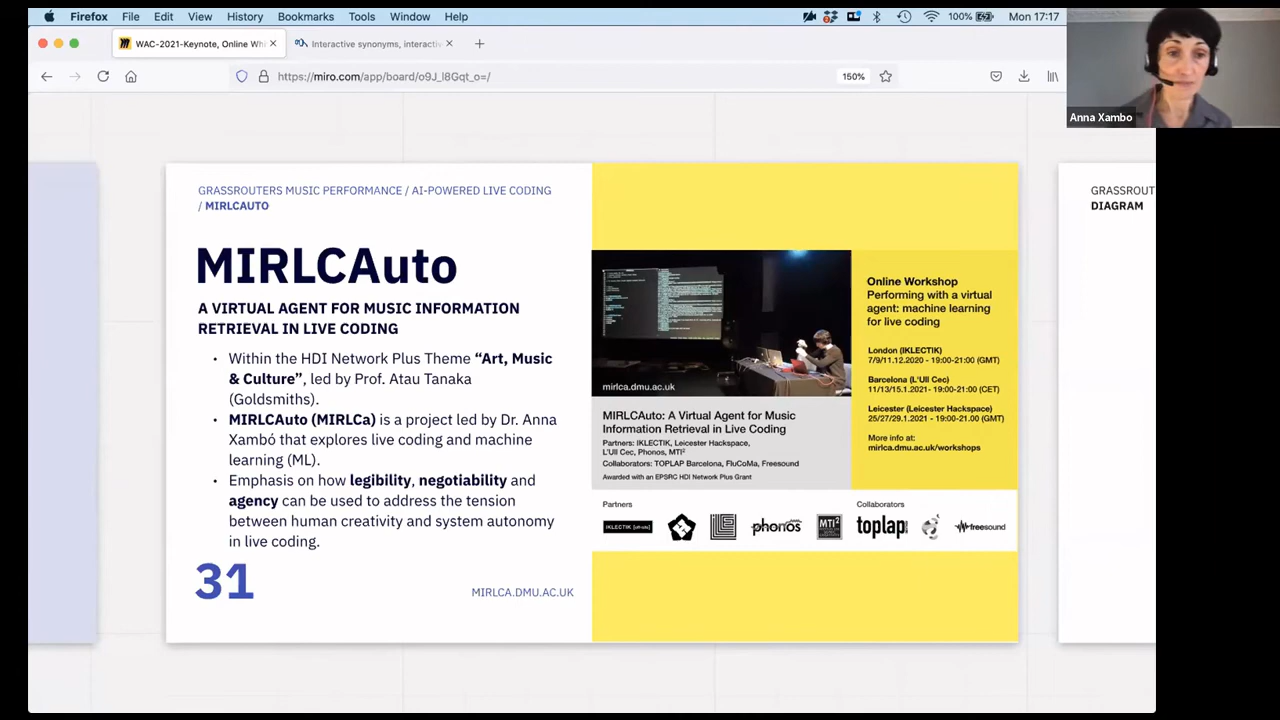 Firefox File Edit View History Bookmarks Tools Window Help
100% Mon 17:17
WAC-2021-Keynote, Online Wh
Interactive synonyms, interactiv
https://miro.com/app/board/o9J_l8Gqt_o=/
150%
Anna Xambo
GRASSROUTERS MUSIC PERFORMANCE / AI-POWERED LIVE CODING
/ MIRLCAUTO
MIRLCAuto
A VIRTUAL AGENT FOR MUSIC INFORMATION
RETRIEVAL IN LIVE CODING
• Within the HDI Network Plus Theme “Art, Music
& Culture”, led by Prof. Atau Tanaka
(Goldsmiths).
• MIRLCAuto (MIRLCa) is a project led by Dr. Anna
Xambó that explores live coding and machine
learning (ML).
• Emphasis on how legibility, negotiability and
agency can be used to address the tension
between human creativity and system autonomy
in live coding.
31
MIRLCA.DMU.AC.UK
mirlca.dmu.ac.uk
MIRLCAuto: A Virtual Agent for Music
Information Retrieval in Live Coding
Partners: IKLECTIK, Leicester Hackspace,
L'Ull Cec, Phonos, MTI²
Collaborators: TOPLAP Barcelona, FluCoMa, Freesound
Awarded with an EPSRC HDI Network Plus Grant
Online Workshop
Performing with a virtual
agent: machine learning
for live coding
London (IKLECTIK)
7/9/11.12.2020 - 19:00-21:00 (GMT)
Barcelona (L'Ull Cec)
11/13/15.1.2021- 19:00-21:00 (CET)
Leicester (Leicester Hackspace)
25/27/29.1.2021 - 19:00-21.00 (GMT)
More info at:
mirlca.dmu.ac.uk/workshops
Partners
Collaborators
IKLECTIK
phonos
MTI²
toplap
freesound
GRASSROUT
DIAGRAM